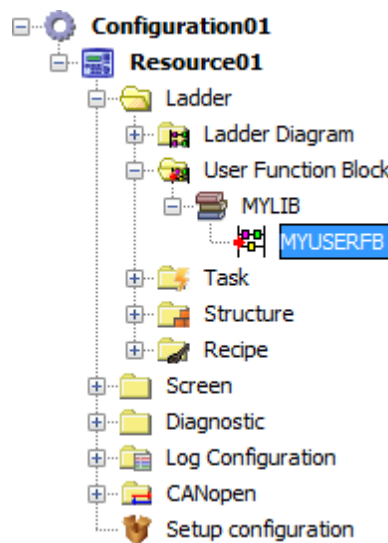 Configuration01
Resource01
Ladder
Ladder Diagram
User Function Block
MYLIB
MYUSERFB
Task
Structure
Recipe
Screen
Diagnostic
Log Configuration
CANopen
Setup configuration